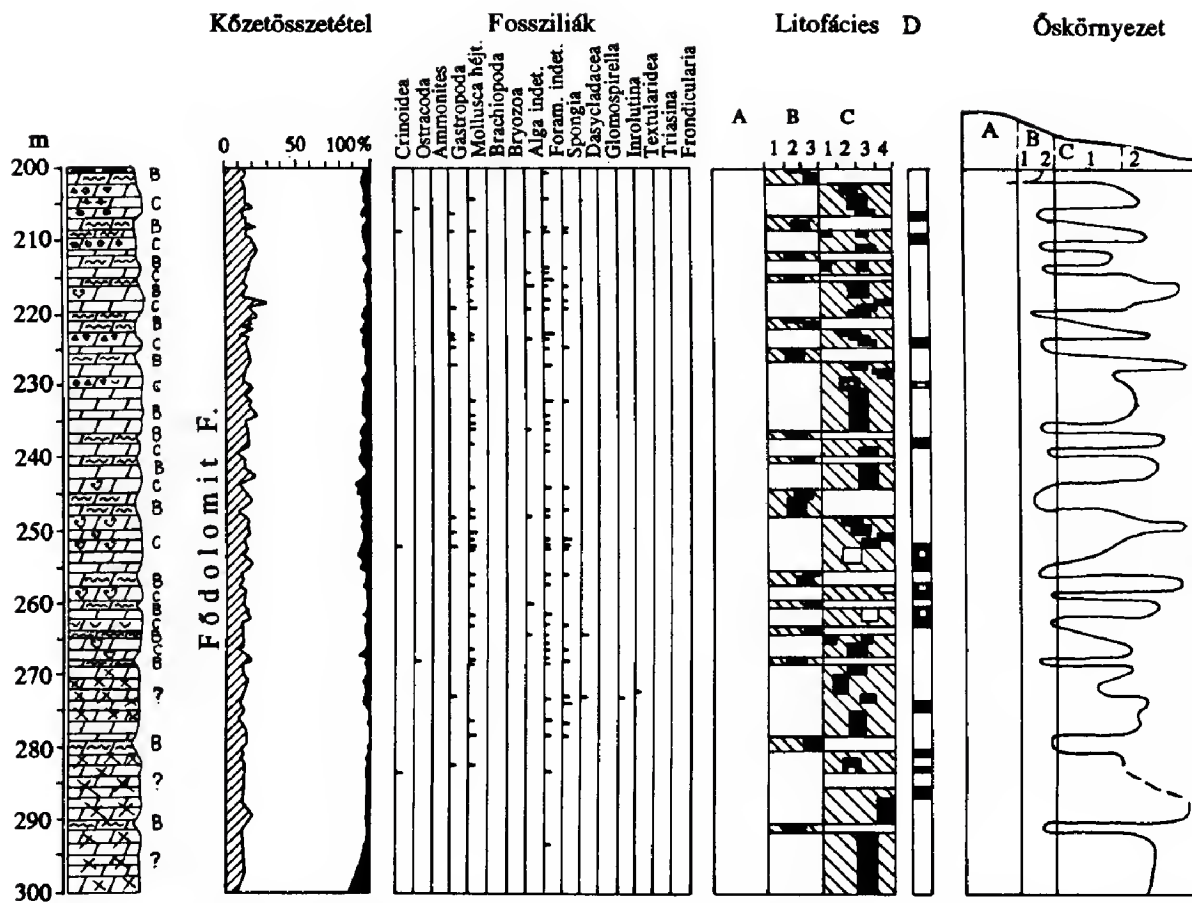 Kőzetösszetétel
Fossziliák
Litofácies
D
Őskörnyezet
Crinoidea
Ostracoda
Ammonites
Gastropoda
Mollusca héjt.
Brachiopoda
Bryozoa
Alga indet.
Foram. indet.
Spongia
Dasycladacea
Glomospirella
Inrolutina
Textularidea
Triasina
Frondicularia
A B C
1 2 3 1 2 3 4
A B C
1 2 1 2
m
0 50 100%
200
210
220
230
240
250
260
270
280
290
300
B
C
B
C
B
C
B
C
B
C
B
C
B
B
C
B
C
B
C
B
C
B
C
B
C
B
?
B
?
B
?
Fődolomit F.